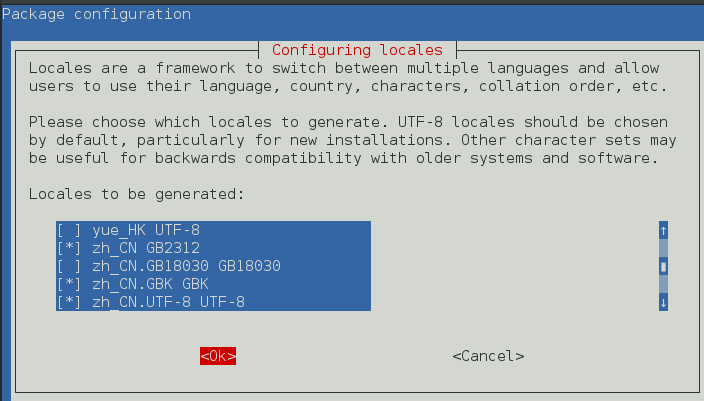 Package configuration
Configuring locales
Locales are a framework to switch between multiple languages and allow
users to use their language, country, characters, collation order, etc.
Please choose which locales to generate. UTF-8 locales should be chosen
by default, particularly for new installations. Other character sets may
be useful for backwards compatibility with older systems and software.
Locales to be generated:
[ ] yue_HK UTF-8
[*] zh_CN GB2312
[ ] zh_CN.GB18030 GB18030
[*] zh_CN.GBK GBK
[*] zh_CN.UTF-8 UTF-8
<Ok> <Cancel>